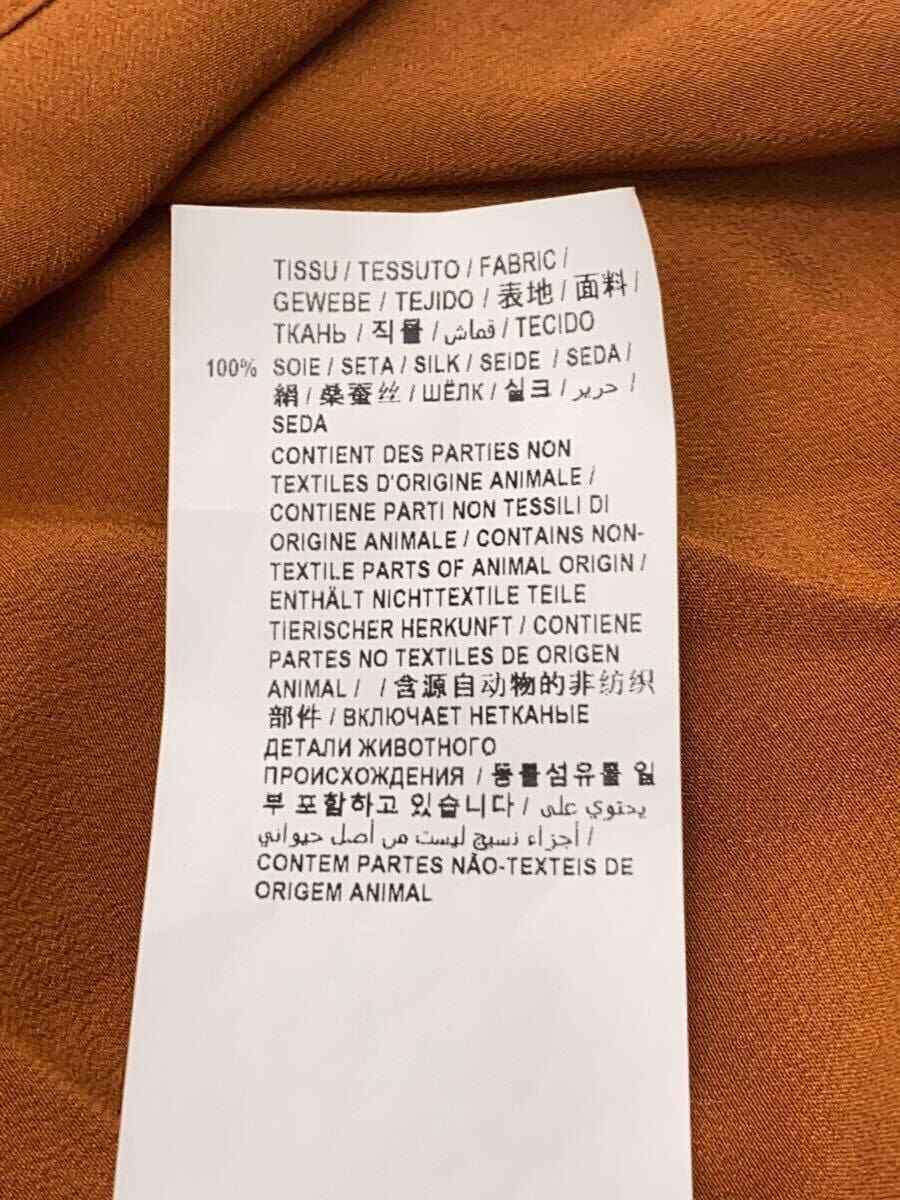 TISSU / TESSUTO / FABRIC /
GEWEBE / TEJIDO / 表地 / 面料 /
ТКАНЬ / 직물 / قماش / TECIDO
100% SOIE / SETA / SILK / SEIDE / SEDA /
絹 / 桑蚕丝 / ШЁЛК / 실크 / حرير /
SEDA
CONTIENT DES PARTIES NON
TEXTILES D'ORIGINE ANIMALE /
CONTIENE PARTI NON TESSILI DI
ORIGINE ANIMALE / CONTAINS NON-
TEXTILE PARTS OF ANIMAL ORIGIN /
ENTHÄLT NICHTTEXTILE TEILE
TIERISCHER HERKUNFT / CONTIENE
PARTES NO TEXTILES DE ORIGEN
ANIMAL / / 含源自动物的非纺织
部件 / ВКЛЮЧАЕТ НЕТКАНЫЕ
ДЕТАЛИ ЖИВОТНОГО
ПРОИСХОЖДЕНИЯ / 동물섬유물 일
부 포함하고 있습니다 / يحتوي على
أجزاء نسيج ليست من أصل حيواني /
CONTEM PARTES NÃO-TEXTEIS DE
ORIGEM ANIMAL